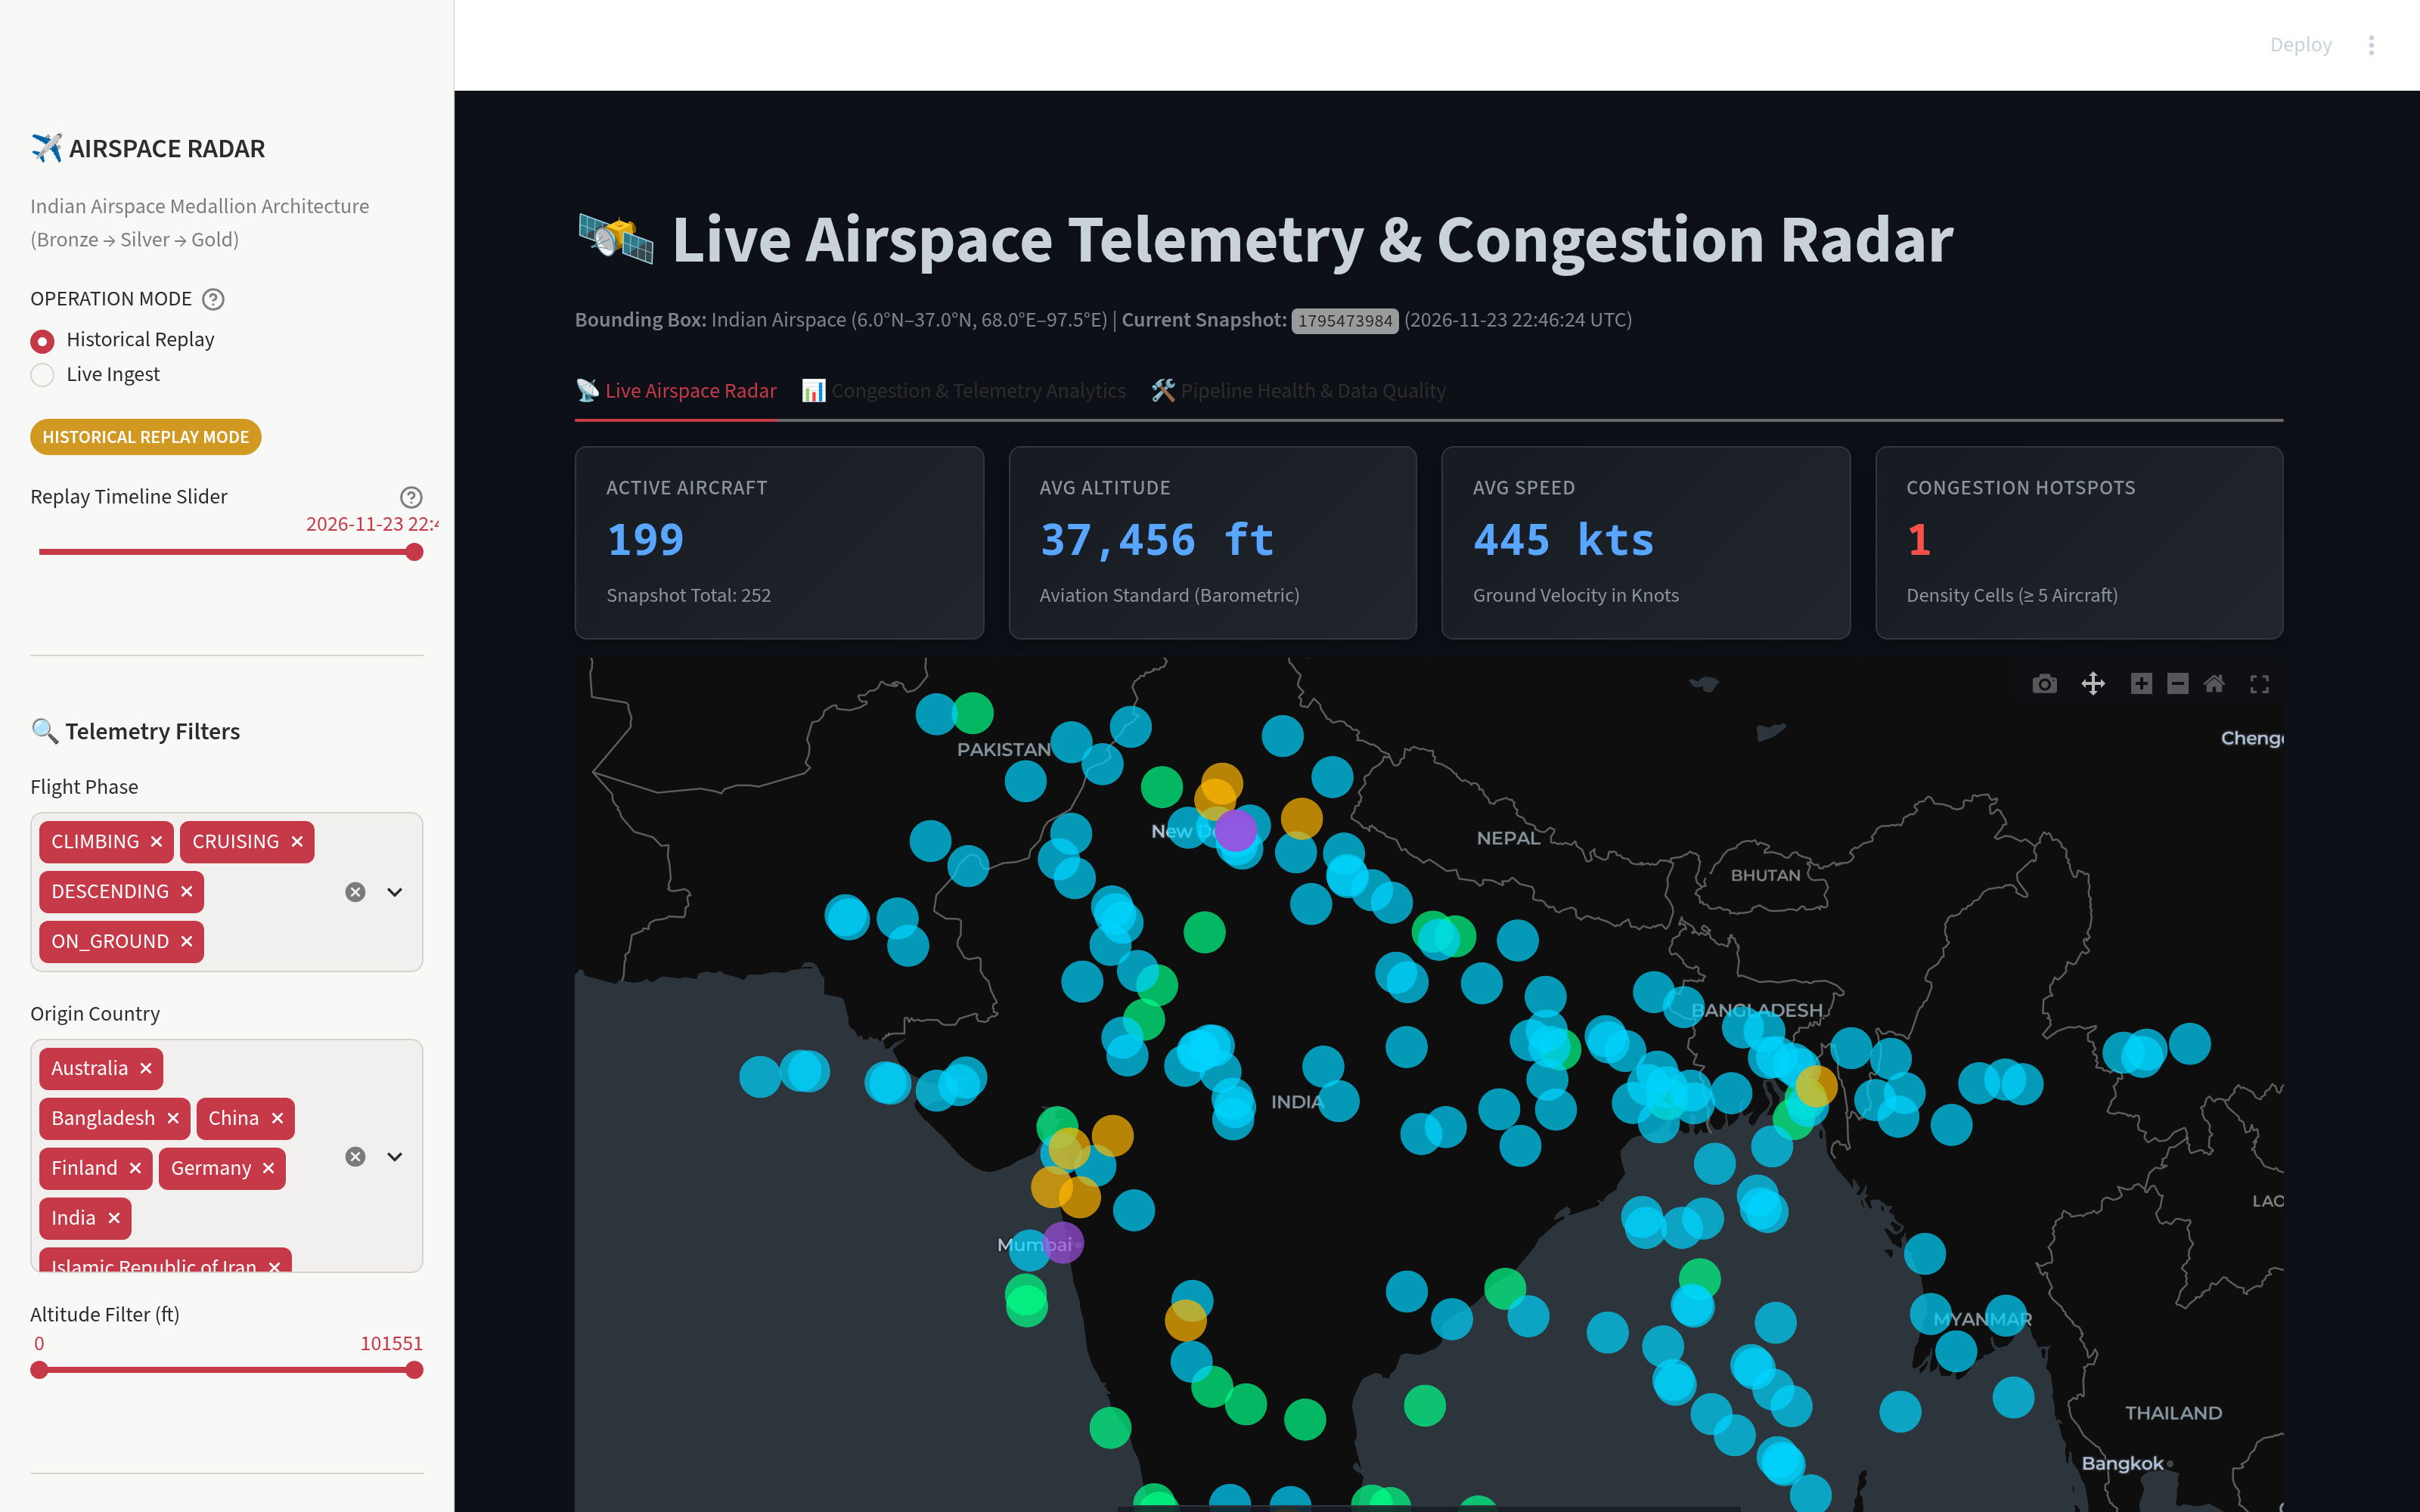 Deploy
AIRSPACE RADAR
Indian Airspace Medallion Architecture
(Bronze → Silver → Gold)
OPERATION MODE
Historical Replay
Live Ingest
HISTORICAL REPLAY MODE
Replay Timeline Slider
2026-11-23 22:4
Telemetry Filters
Flight Phase
CLIMBING
CRUISING
DESCENDING
ON_GROUND
Origin Country
Australia
Bangladesh
China
Finland
Germany
India
Islamic Republic of Iran
Altitude Filter (ft)
0
101551
Live Airspace Telemetry & Congestion Radar
Bounding Box: Indian Airspace (6.0°N–37.0°N, 68.0°E–97.5°E) | Current Snapshot: 1795473984 (2026-11-23 22:46:24 UTC)
Live Airspace Radar
Congestion & Telemetry Analytics
Pipeline Health & Data Quality
ACTIVE AIRCRAFT
199
Snapshot Total: 252
AVG ALTITUDE
37,456 ft
Aviation Standard (Barometric)
AVG SPEED
445 kts
Ground Velocity in Knots
CONGESTION HOTSPOTS
1
Density Cells (≥ 5 Aircraft)
PAKISTAN
Cheng
New De
NEPAL
BHUTAN
BANGLADESH
INDIA
LAO
Mumbai
MYANMAR
THAILAND
Bangkok